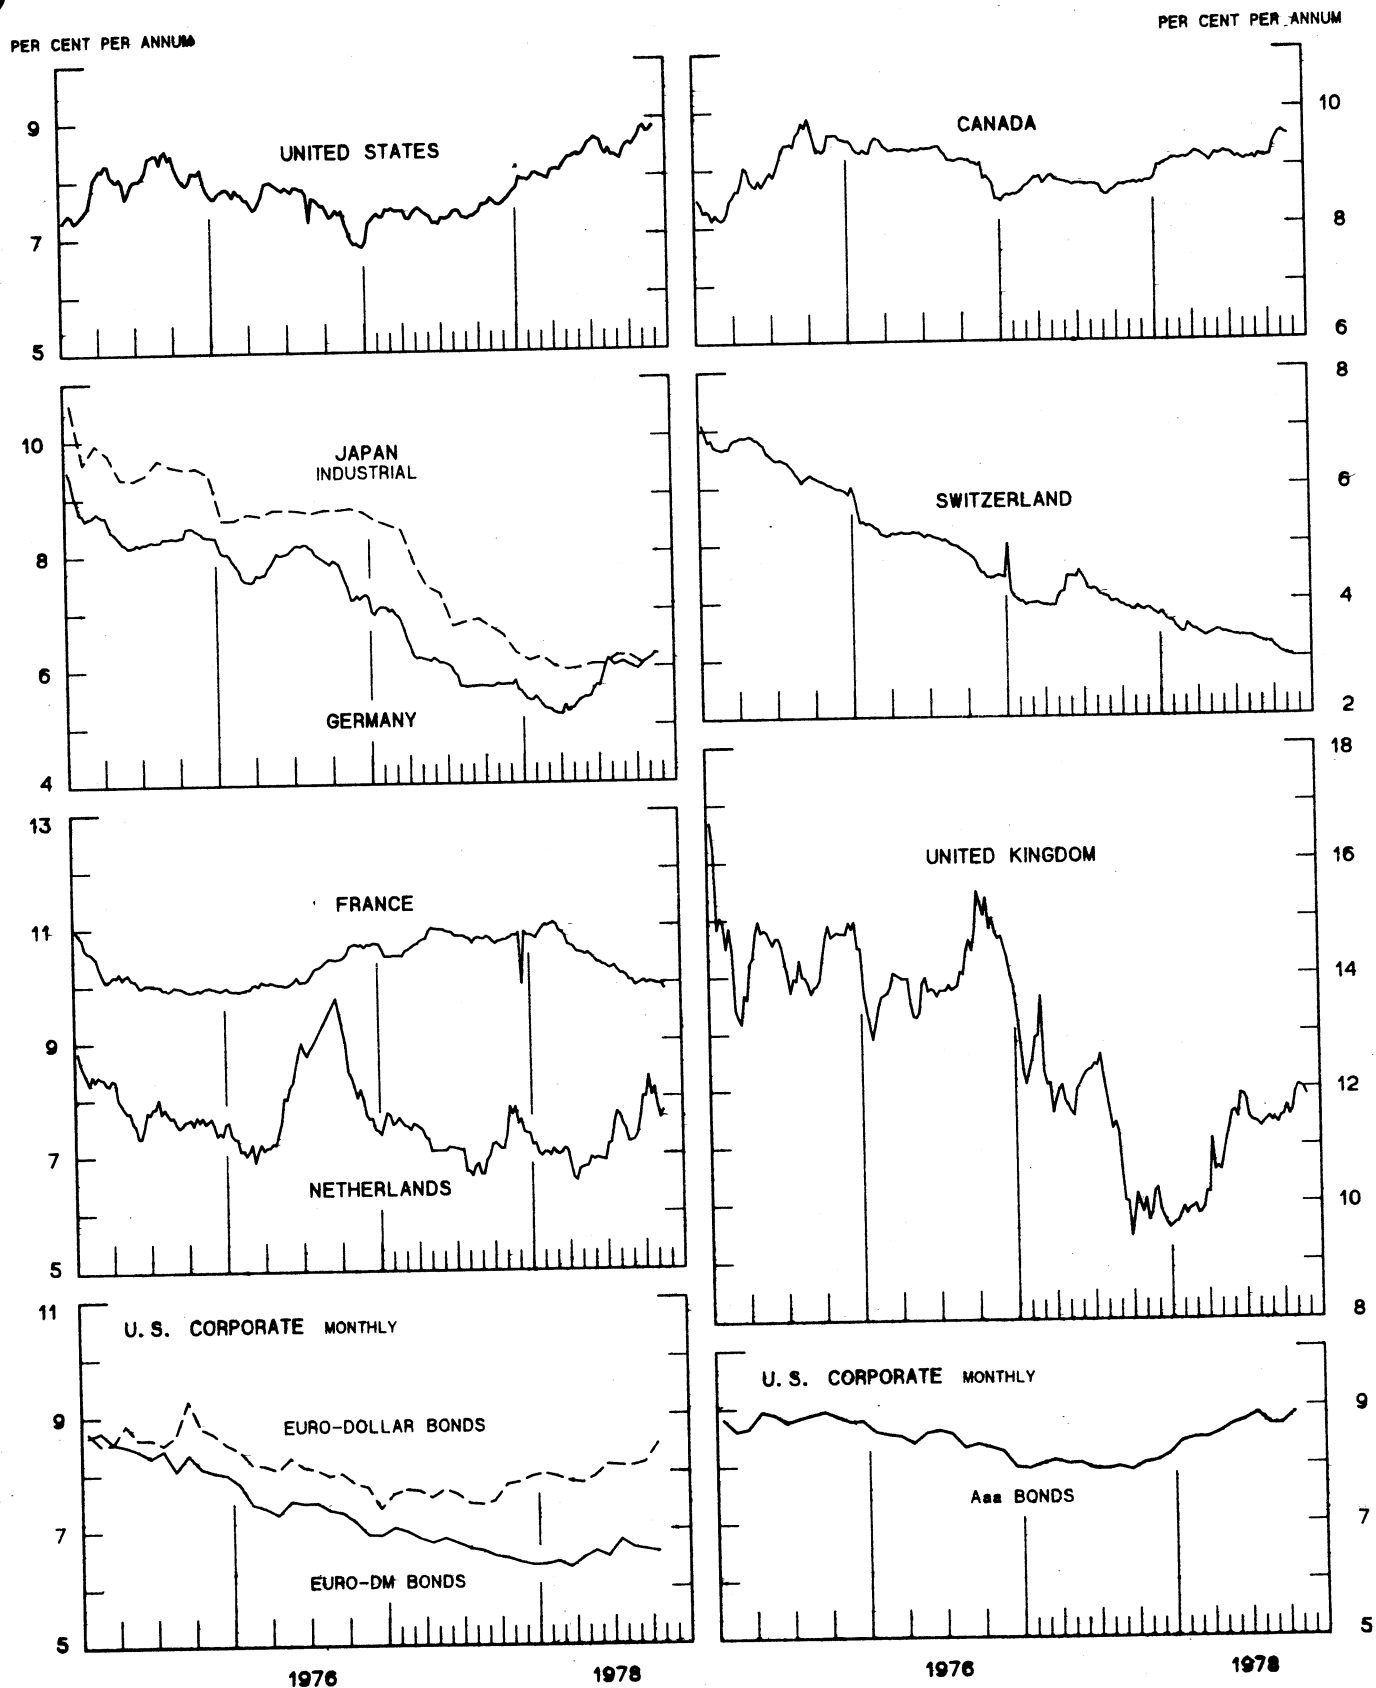 PER CENT PER ANNUM
PER CENT PER ANNUM
9
7
5
UNITED STATES
10
8
6
CANADA
10
8
6
4
JAPAN
INDUSTRIAL
GERMANY
8
6
4
2
SWITZERLAND
13
11
9
7
5
FRANCE
NETHERLANDS
18
16
14
12
10
8
UNITED KINGDOM
11
9
7
5
U. S. CORPORATE MONTHLY
EURO-DOLLAR BONDS
EURO-DM BONDS
1976
1978
U. S. CORPORATE MONTHLY
Aaa BONDS
9
7
5
1976
1978